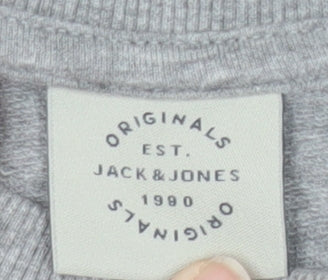 ORIGINALS
EST.
JACK&JONES
1990
ORIGINALS